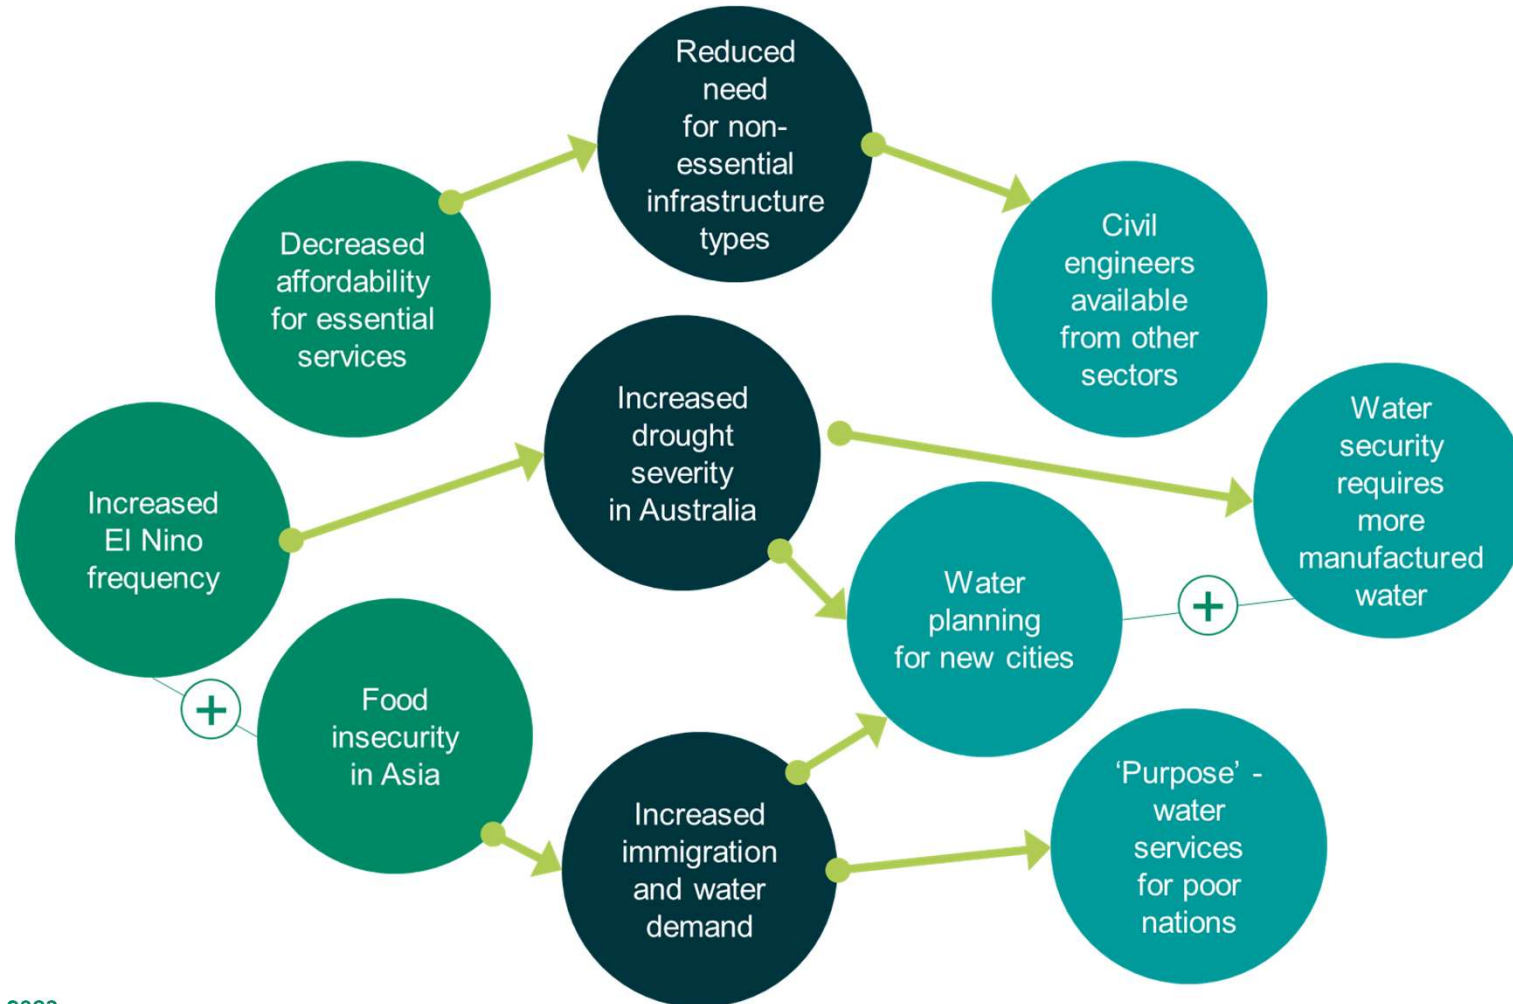 Reduced
need
for non-
essential
infrastructure
types
Decreased
affordability
for essential
services
Civil
engineers
available
from other
sectors
Increased
drought
severity
in Australia
Water
security
requires
more
manufactured
water
Increased
El Nino
frequency
Water
planning
for new cities
+
Food
insecurity
in Asia
+
Increased
immigration
and water
demand
‘Purpose’ -
water
services
for poor
nations